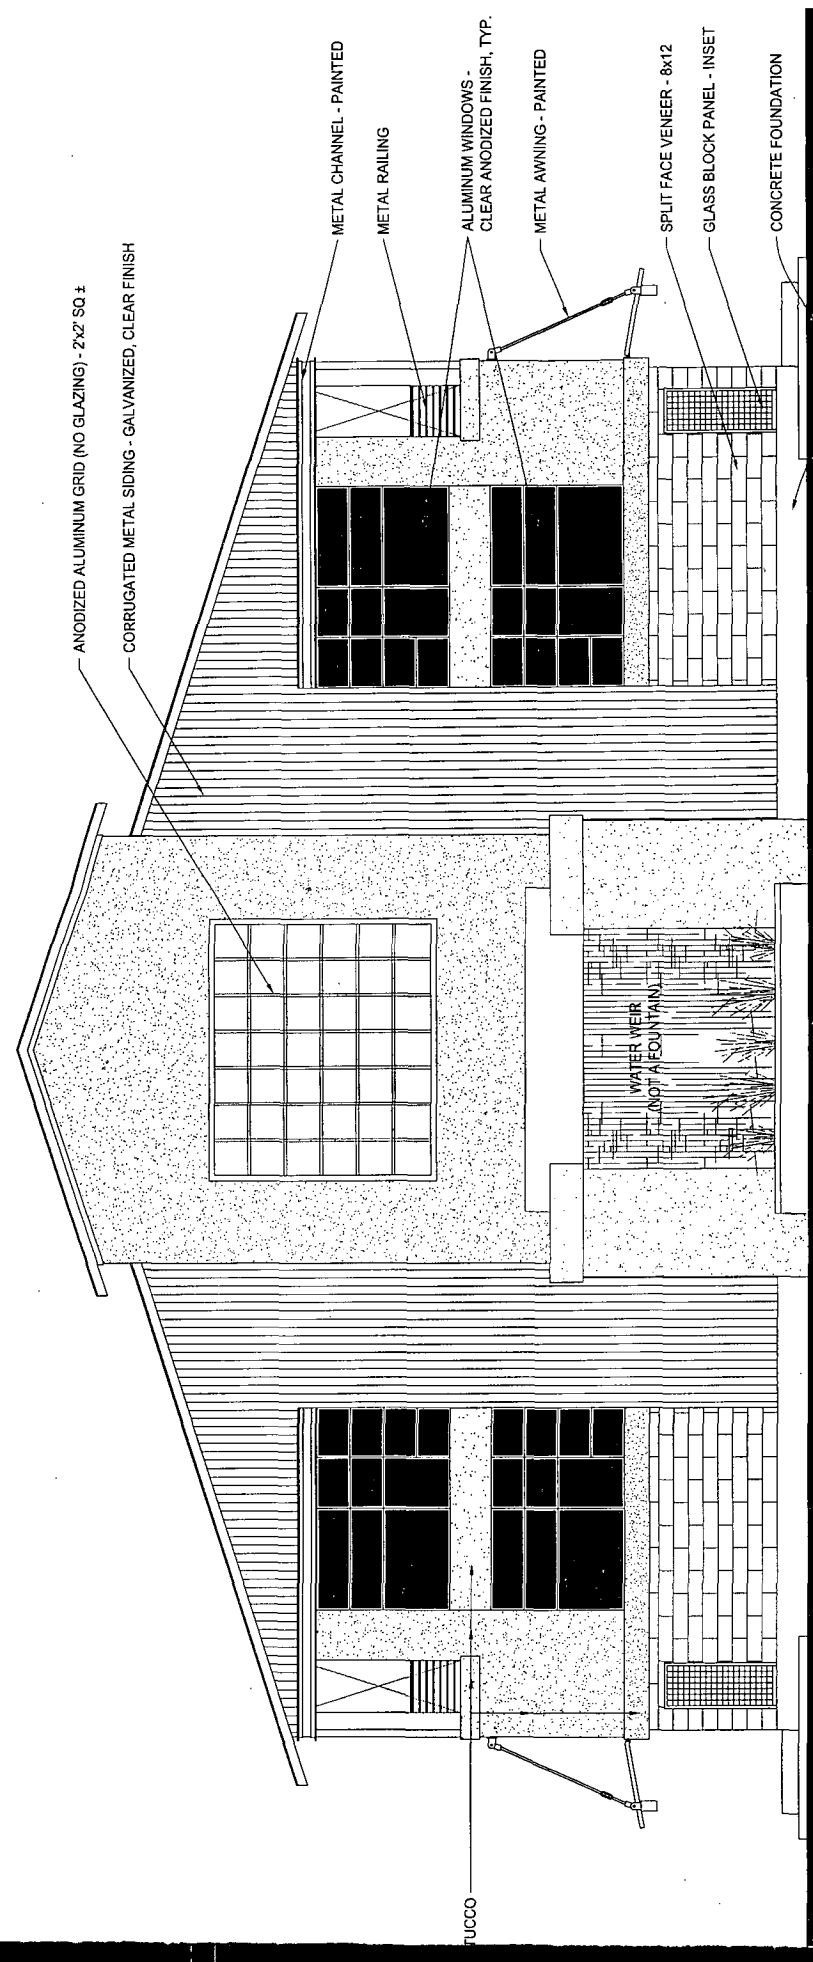 ANODIZED ALUMINUM GRID (NO GLAZING) - 2'x2' SQ ±
CORRUGATED METAL SIDING - GALVANIZED, CLEAR FINISH
METAL CHANNEL - PAINTED
METAL RAILING
ALUMINUM WINDOWS -
CLEAR ANODIZED FINISH, TYP.
METAL AWNING - PAINTED
SPLIT FACE VENEER - 8x12
GLASS BLOCK PANEL - INSET
CONCRETE FOUNDATION
WATER WEIR
(NOT A FOUNTAIN)
TUCCO